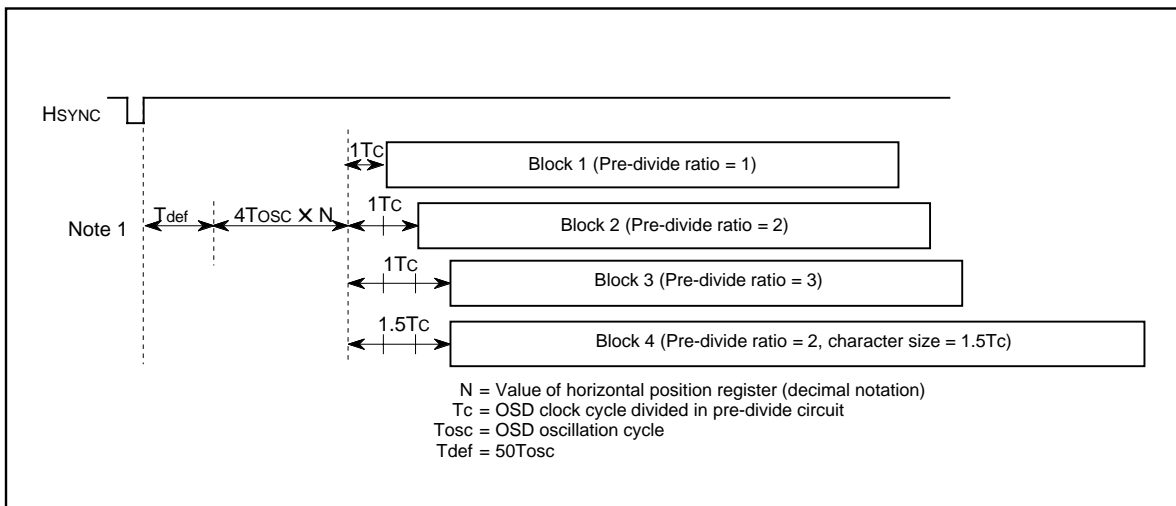 HSYNC
1TC
Block 1 (Pre-divide ratio = 1)
Note 1
Tdef
4TOSC × N
1TC
Block 2 (Pre-divide ratio = 2)
1TC
Block 3 (Pre-divide ratio = 3)
1.5TC
Block 4 (Pre-divide ratio = 2, character size = 1.5Tc)
N = Value of horizontal position register (decimal notation)
Tc = OSD clock cycle divided in pre-divide circuit
Tosc = OSD oscillation cycle
Tdef = 50Tosc